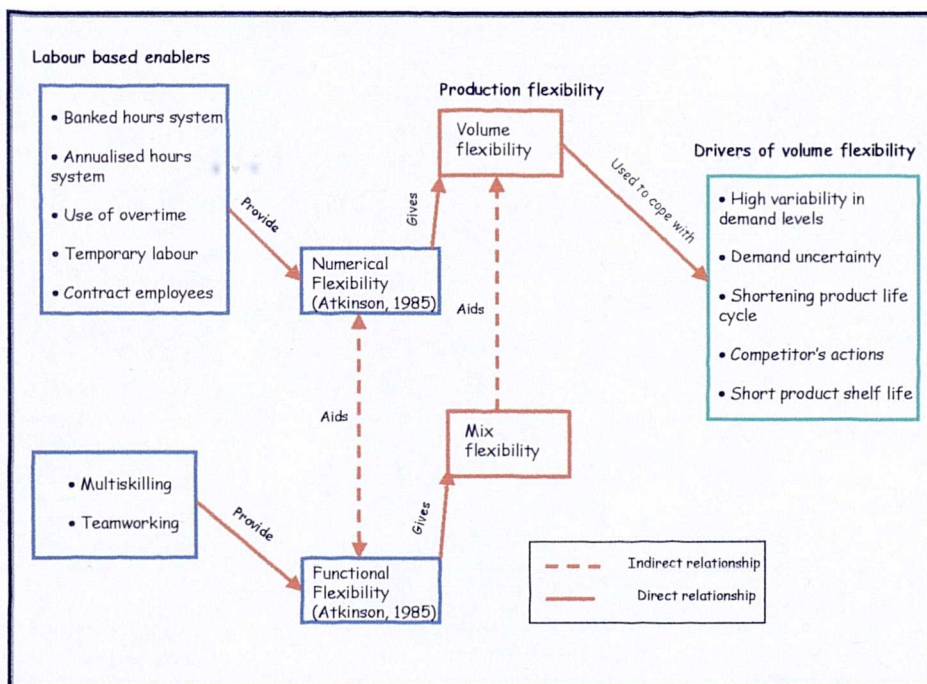 Labour based enablers
• Banked hours system
• Annualised hours
system
• Use of overtime
• Temporary labour
• Contract employees
Provide
Numerical
Flexibility
(Atkinson, 1985)
Gives
Production flexibility
Volume
flexibility
Used to cope with
Drivers of volume flexibility
• High variability in
demand levels
• Demand uncertainty
• Shortening product life
cycle
• Competitor's actions
• Short product shelf life
Aids
Aids
Mix
flexibility
• Multiskilling
• Teamworking
Provide
Functional
Flexibility
(Atkinson, 1985)
Gives
Indirect relationship
Direct relationship